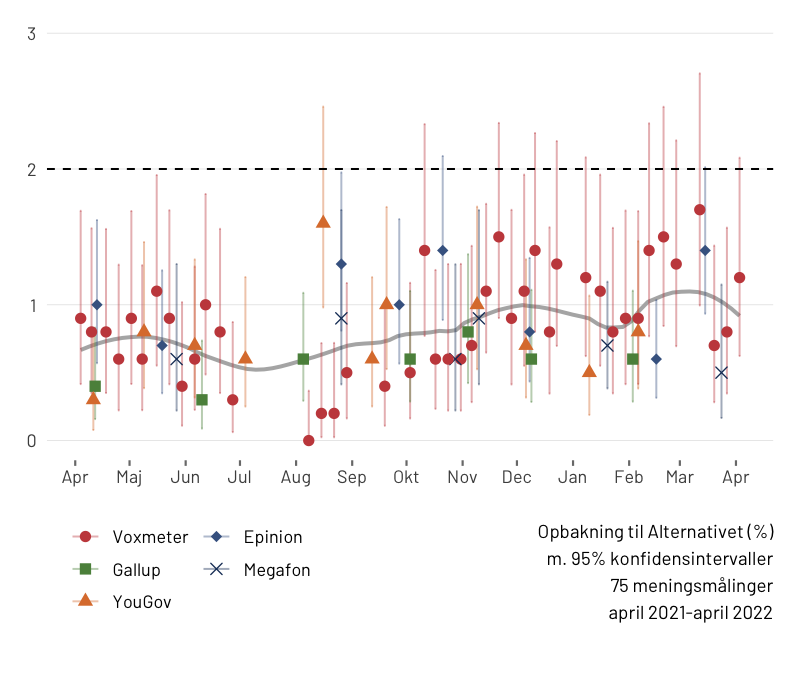 3
2
1
0
Apr Maj Jun Jul Aug Sep Okt Nov Dec Jan Feb Mar Apr
Voxmeter Epinion
Gallup Megafon
YouGov
Opbakning til Alternativet (%)
m. 95% konfidensintervaller
75 meningsmålinger
april 2021-april 2022